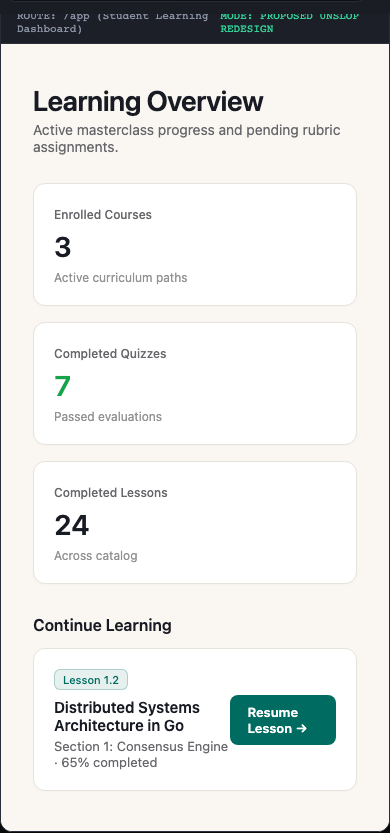 ROUTE: /app (Student Learning
Dashboard)
MODE: PROPOSED UNSLOP
REDESIGN
Learning Overview
Active masterclass progress and pending rubric
assignments.
Enrolled Courses
3
Active curriculum paths
Completed Quizzes
7
Passed evaluations
Completed Lessons
24
Across catalog
Continue Learning
Lesson 1.2
Distributed Systems
Architecture in Go
Section 1: Consensus Engine
· 65% completed
Resume
Lesson →